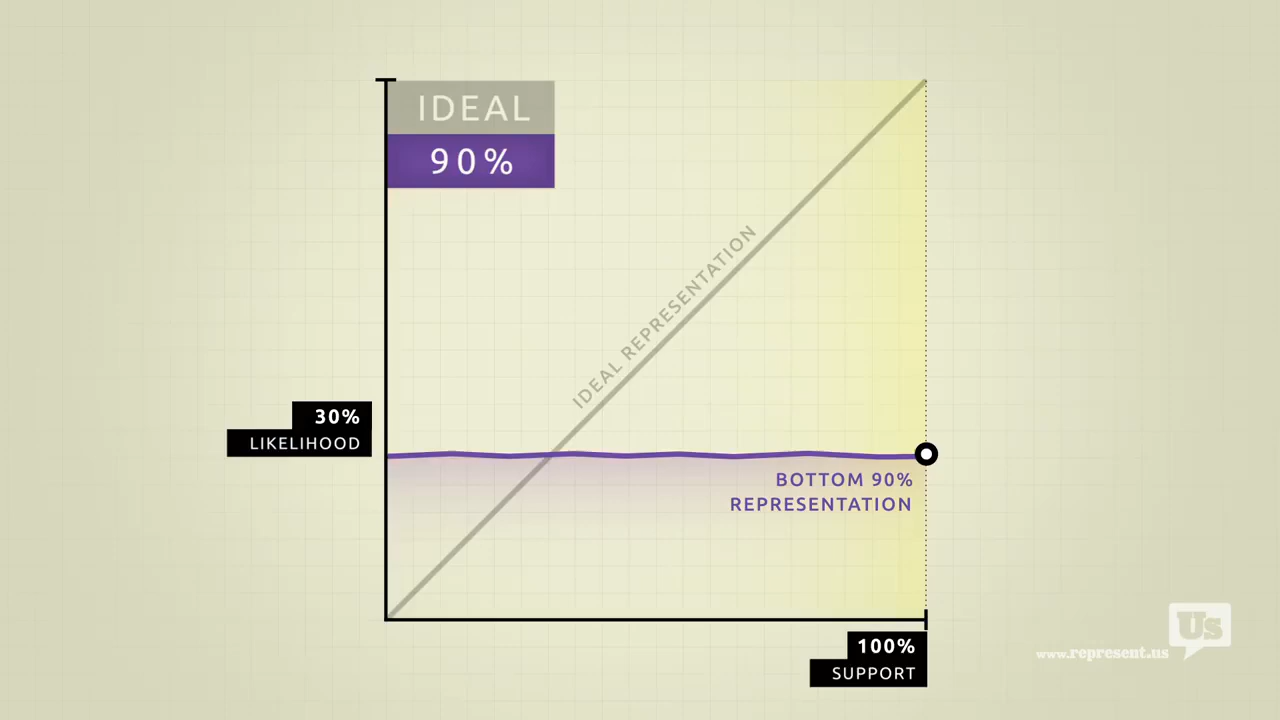 IDEAL
90%
IDEAL REPRESENTATION
30%
LIKELIHOOD
BOTTOM 90%
REPRESENTATION
100%
SUPPORT
Us
www.represent.us